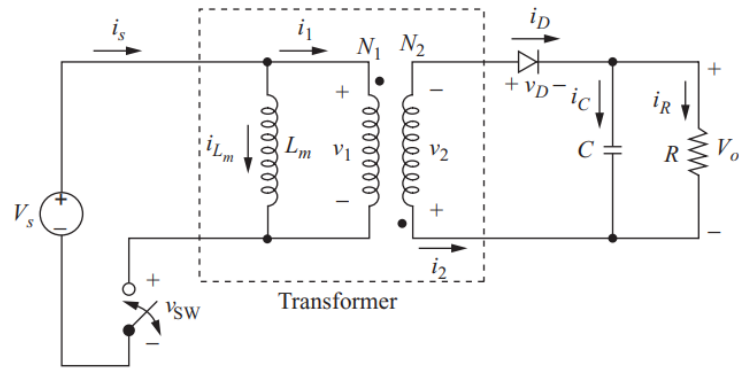 i_s
i_1
N_1 N_2
i_D
+ v_D −
i_C
i_R
+
V_o
−
i_{L_m}
L_m
+
v_1
−
−
v_2
+
C
R
V_s
+
−
i_2
+
v_SW
−
Transformer